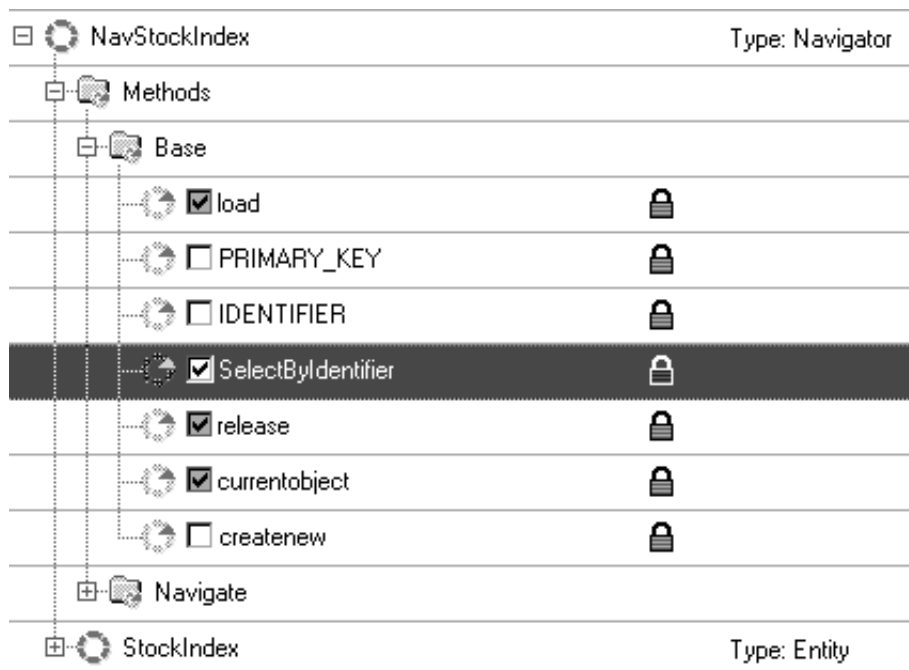 NavStockIndex Type: Navigator
Methods
Base
load
PRIMARY_KEY
IDENTIFIER
SelectByIdentifier
release
currentobject
createnew
Navigate
StockIndex Type: Entity